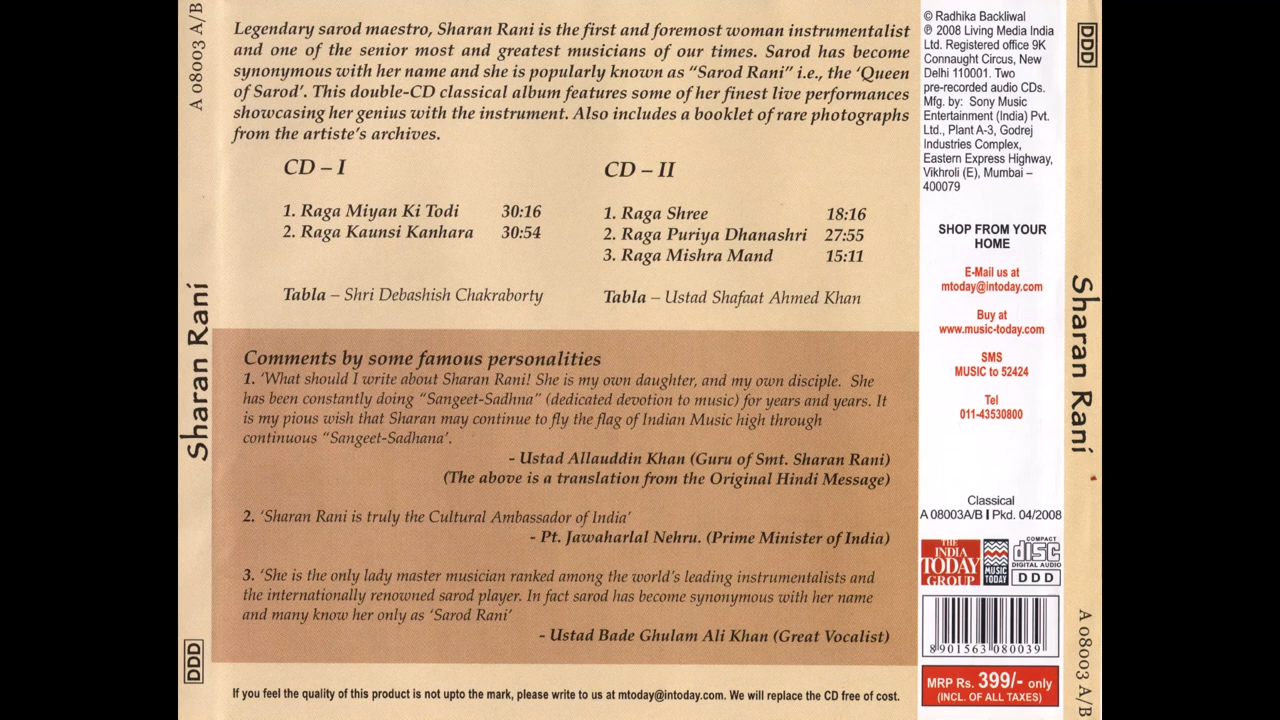 A 08003 A/B
Sharan Rani
DDD
Legendary sarod maestro, Sharan Rani is the first and foremost woman instrumentalist
and one of the senior most and greatest musicians of our times. Sarod has become
synonymous with her name and she is popularly known as "Sarod Rani" i.e., the 'Queen
of Sarod'. This double-CD classical album features some of her finest live performances
showcasing her genius with the instrument. Also includes a booklet of rare photographs
from the artiste's archives.
CD – I
1. Raga Miyan Ki Todi 30:16
2. Raga Kaunsi Kanhara 30:54
Tabla – Shri Debashish Chakraborty
CD – II
1. Raga Shree 18:16
2. Raga Puriya Dhanashri 27:55
3. Raga Mishra Mand 15:11
Tabla – Ustad Shafaat Ahmed Khan
Comments by some famous personalities
1. 'What should I write about Sharan Rani! She is my own daughter, and my own disciple. She
has been constantly doing "Sangeet-Sadhna" (dedicated devotion to music) for years and years. It
is my pious wish that Sharan may continue to fly the flag of Indian Music high through
continuous "Sangeet-Sadhana'.
- Ustad Allauddin Khan (Guru of Smt. Sharan Rani)
(The above is a translation from the Original Hindi Message)
2. 'Sharan Rani is truly the Cultural Ambassador of India'
- Pt. Jawaharlal Nehru. (Prime Minister of India)
3. 'She is the only lady master musician ranked among the world's leading instrumentalists and
the internationally renowned sarod player. In fact sarod has become synonymous with her name
and many know her only as 'Sarod Rani'
- Ustad Bade Ghulam Ali Khan (Great Vocalist)
If you feel the quality of this product is not upto the mark, please write to us at mtoday@intoday.com. We will replace the CD free of cost.
© Radhika Backliwal
℗ 2008 Living Media India
Ltd. Registered office 9K
Connaught Circus, New
Delhi 110001. Two
pre-recorded audio CDs.
Mfg. by: Sony Music
Entertainment (India) Pvt.
Ltd., Plant A-3, Godrej
Industries Complex,
Eastern Express Highway,
Vikhroli (E), Mumbai –
400079
SHOP FROM YOUR
HOME
E-Mail us at
mtoday@intoday.com
Buy at
www.music-today.com
SMS
MUSIC to 52424
Tel
011-43530800
Classical
A 08003A/B I Pkd. 04/2008
THE
INDIA
TODAY
GROUP
MUSIC
TODAY
COMPACT
disc
DIGITAL AUDIO
DDD
8 901563 080039
MRP Rs. 399/- only
(INCL. OF ALL TAXES)
DDD
Sharan Rani
A 08003 A/B